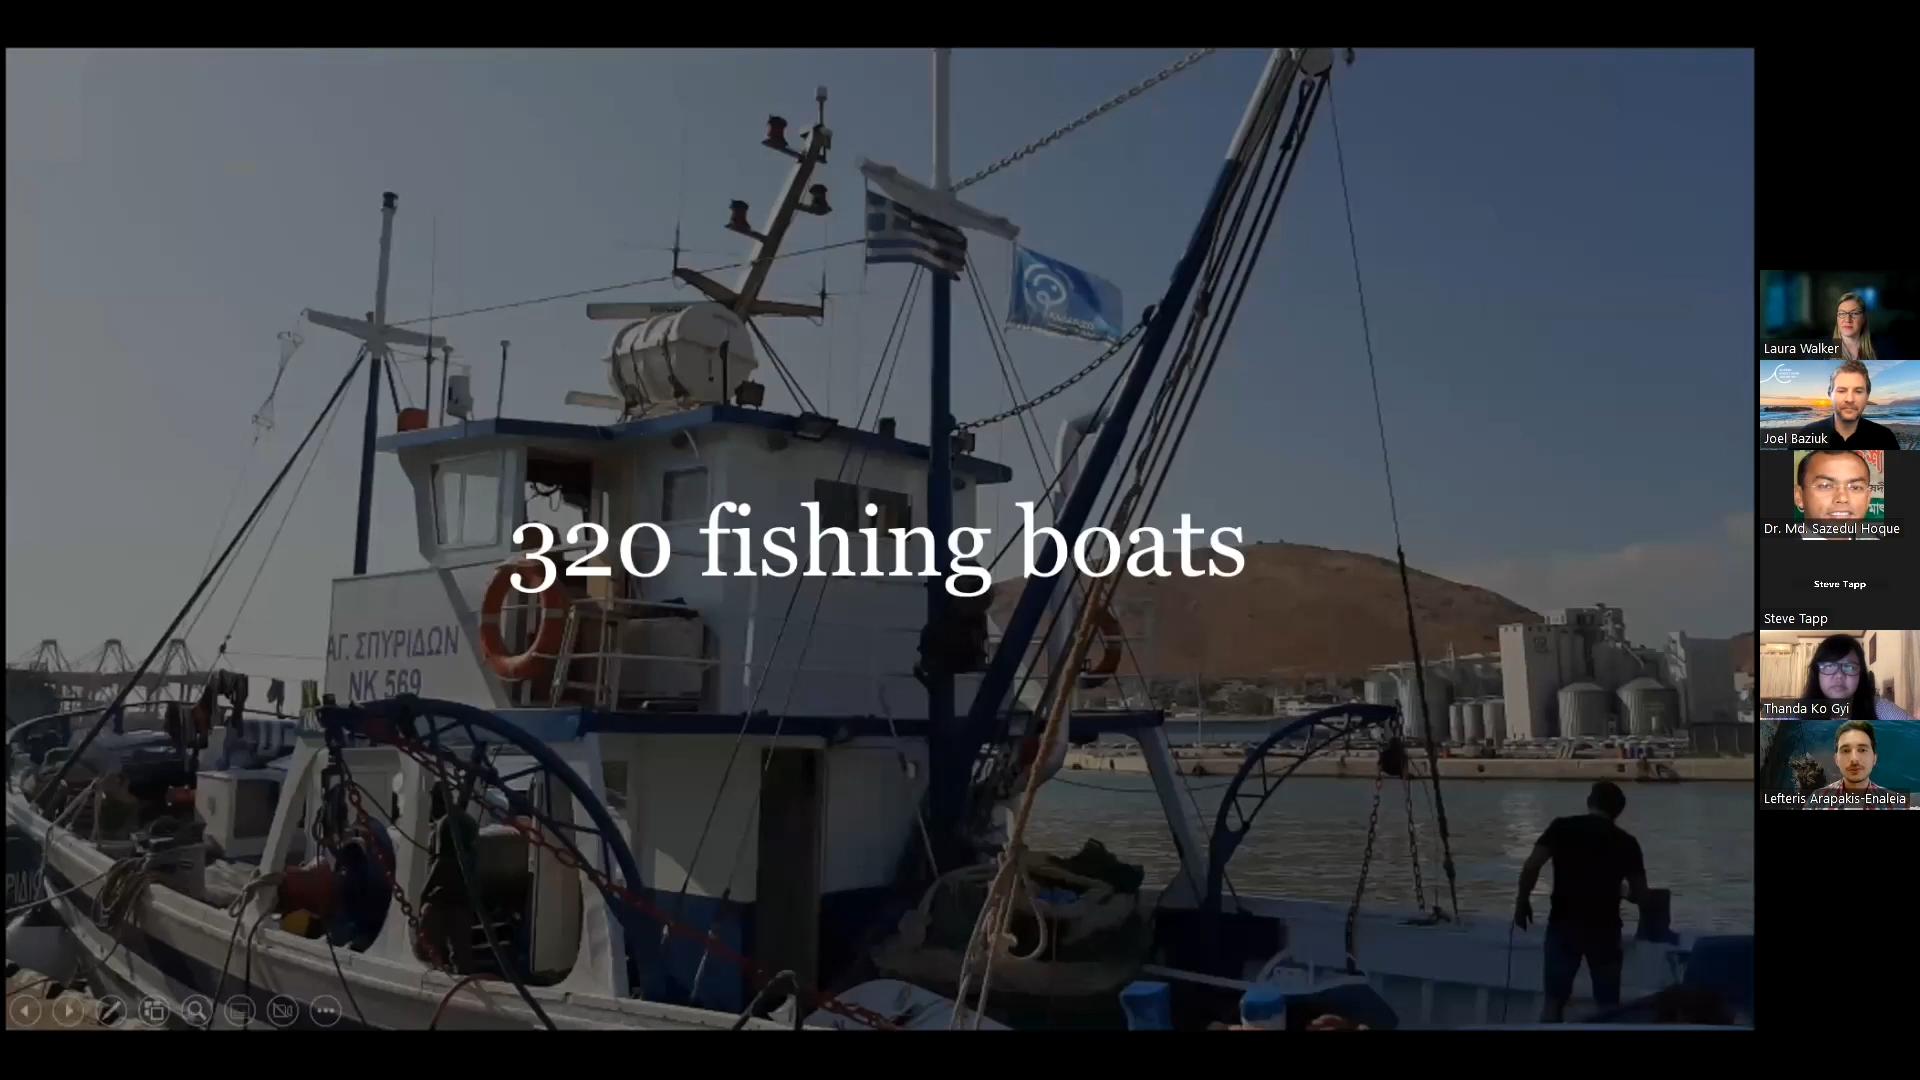 320 fishing boats
ΑΓ. ΣΠΥΡΙΔΩΝ
ΝΚ 569
Laura Walker
Joel Baziuk
Dr. Md. Sazedul Hoque
Steve Tapp
Steve Tapp
Thanda Ko Gyi
Lefteris Arapakis-Enaleia